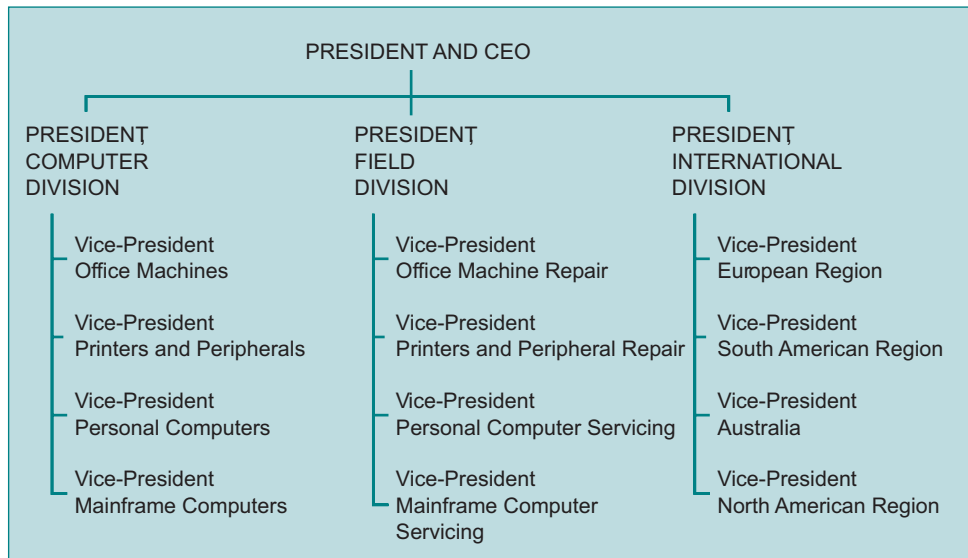 PRESIDENT AND CEO
PRESIDENT,
COMPUTER
DIVISION
Vice-President
Office Machines
Vice-President
Printers and Peripherals
Vice-President
Personal Computers
Vice-President
Mainframe Computers
PRESIDENT,
FIELD
DIVISION
Vice-President
Office Machine Repair
Vice-President
Printers and Peripheral Repair
Vice-President
Personal Computer Servicing
Vice-President
Mainframe Computer
Servicing
PRESIDENT,
INTERNATIONAL
DIVISION
Vice-President
European Region
Vice-President
South American Region
Vice-President
Australia
Vice-President
North American Region